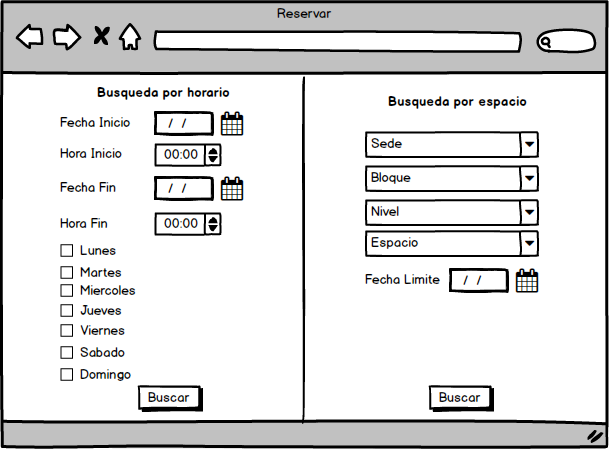 Reservar
Busqueda por horario
Fecha Inicio / /
Hora Inicio 00:00
Fecha Fin / /
Hora Fin 00:00
Lunes
Martes
Miercoles
Jueves
Viernes
Sabado
Domingo
Buscar
Busqueda por espacio
Sede
Bloque
Nivel
Espacio
Fecha Limite / /
Buscar